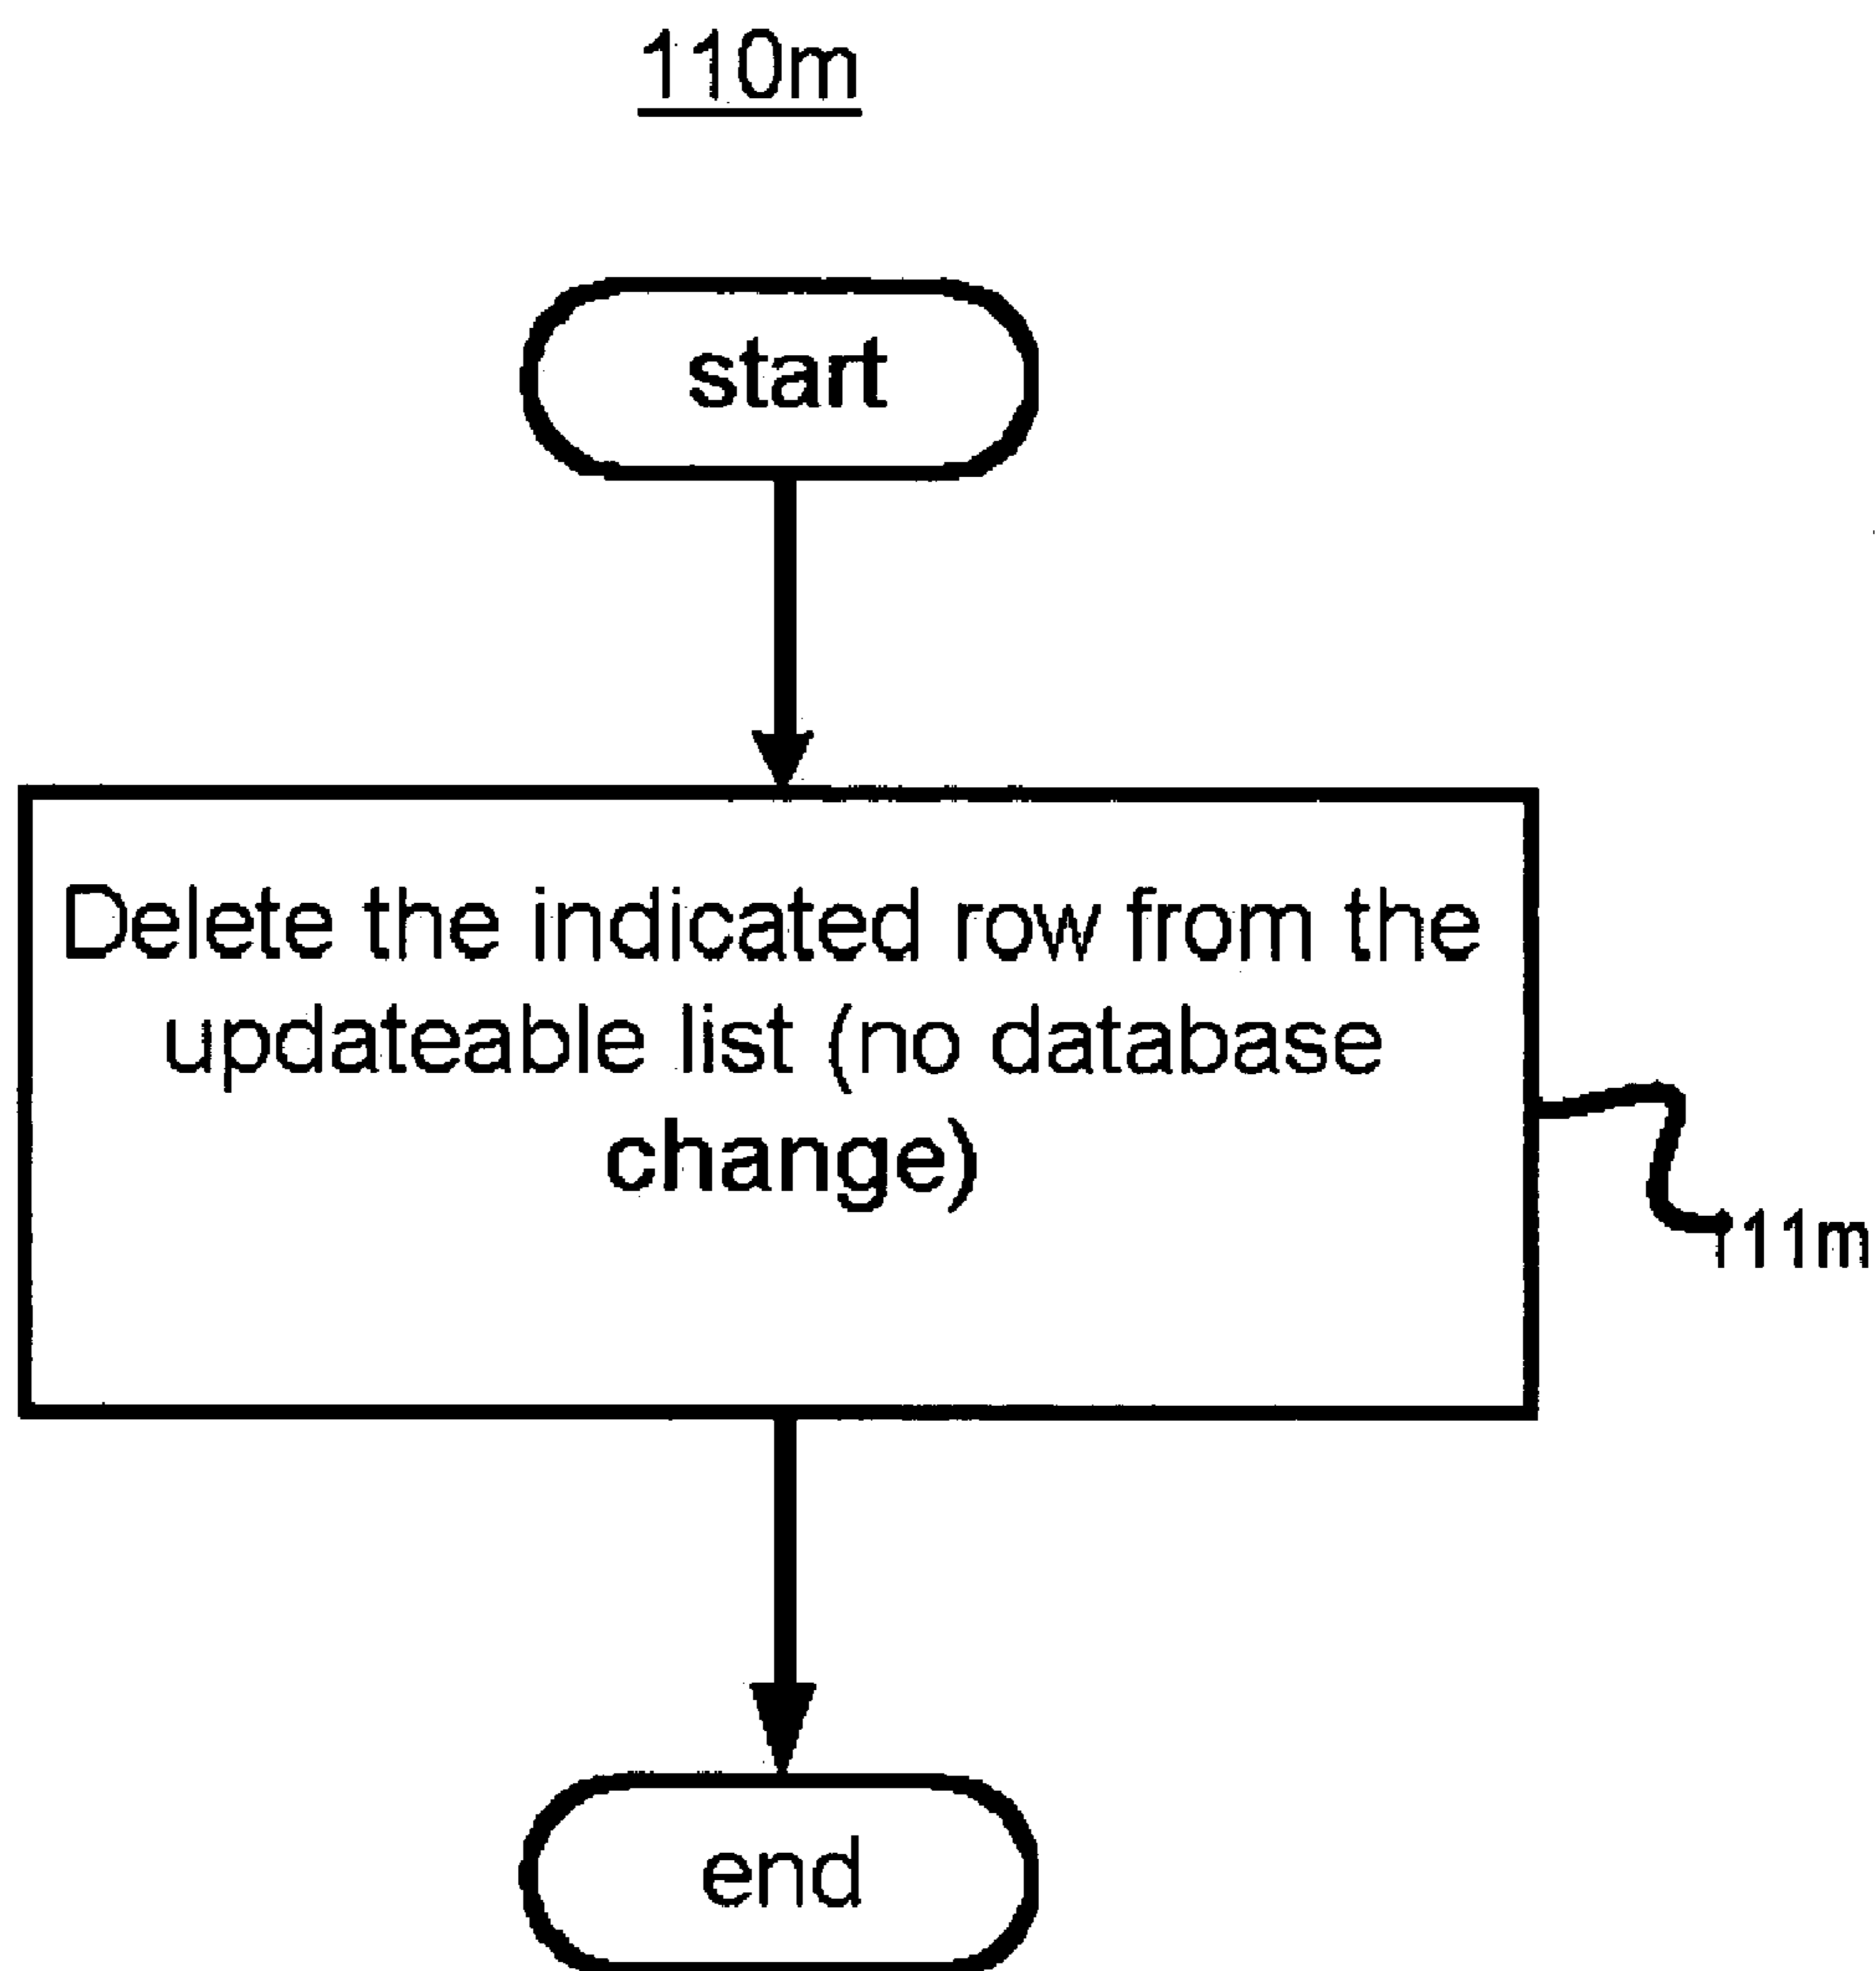 110m
start
Delete the indicated row from the
updateable list (no database
change)
111m
end